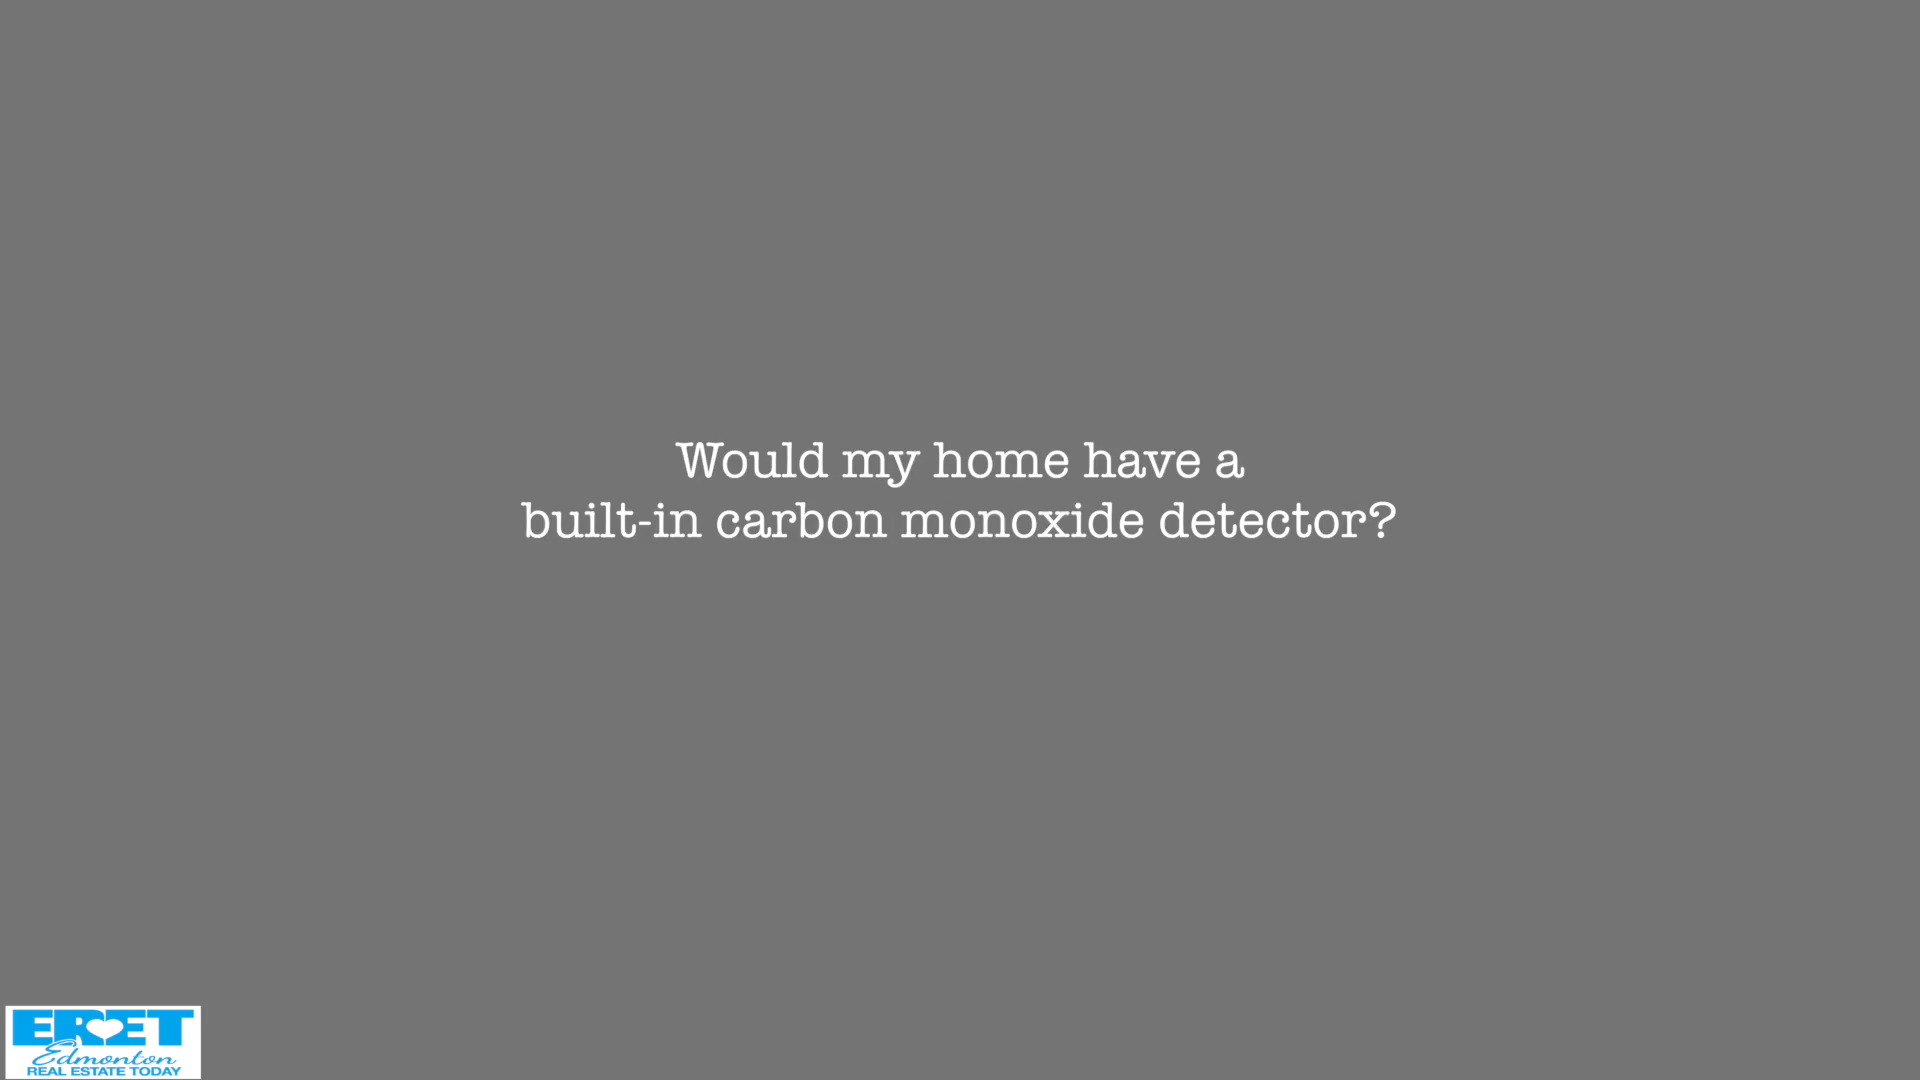 Would my home have a
built-in carbon monoxide detector?
ERET
Edmonton
REAL ESTATE TODAY